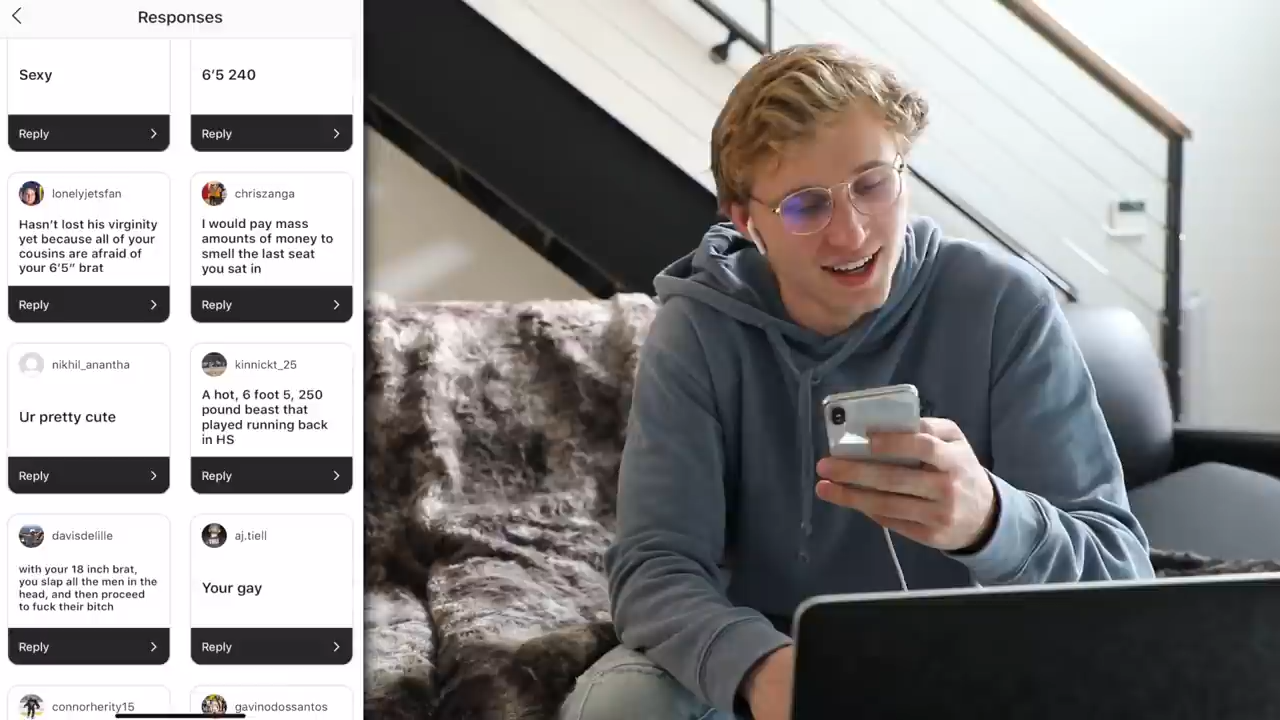 Responses
Sexy
6'5 240
Reply
Reply
lonelyjetsfan
chriszanga
Hasn't lost his virginity
yet because all of your
cousins are afraid of
your 6'5" brat
I would pay mass
amounts of money to
smell the last seat
you sat in
Reply
Reply
nikhil_anantha
kinnickt_25
Ur pretty cute
A hot, 6 foot 5, 250
pound beast that
played running back
in HS
Reply
Reply
davisdelille
aj.tiell
with your 18 inch brat,
you slap all the men in the
head, and then proceed
to fuck their bitch
Your gay
Reply
Reply
connorherity15
gavinodossantos